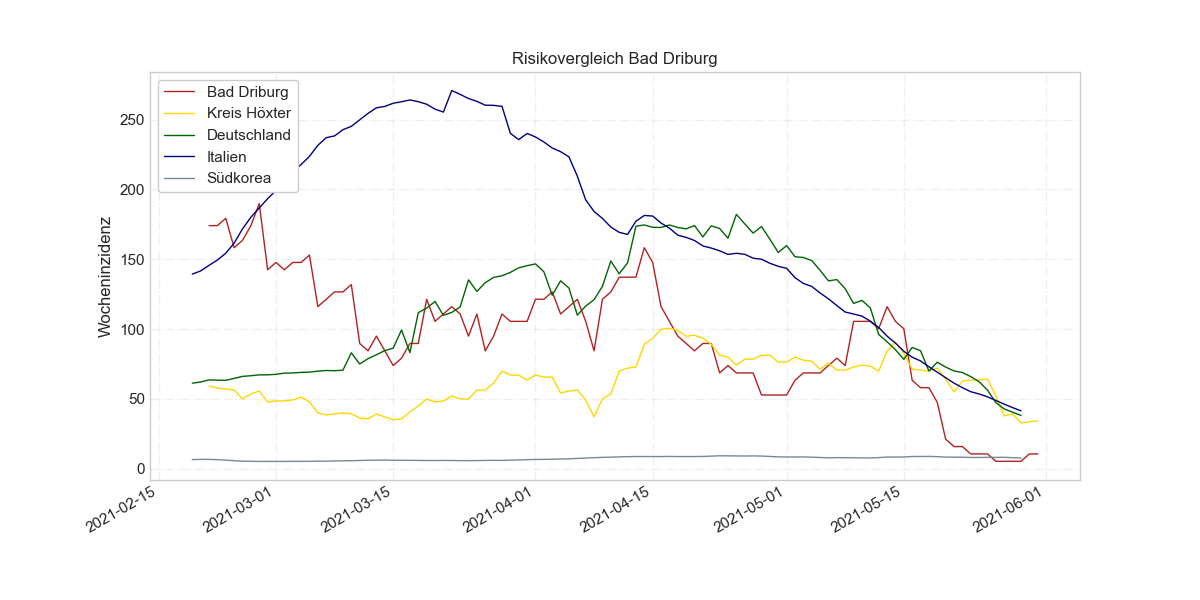 Risikovergleich Bad Driburg
Bad Driburg
Kreis Höxter
Deutschland
Italien
Südkorea
Wocheninzidenz
250
200
150
100
50
0
2021-02-15
2021-03-01
2021-03-15
2021-04-01
2021-04-15
2021-05-01
2021-05-15
2021-06-01